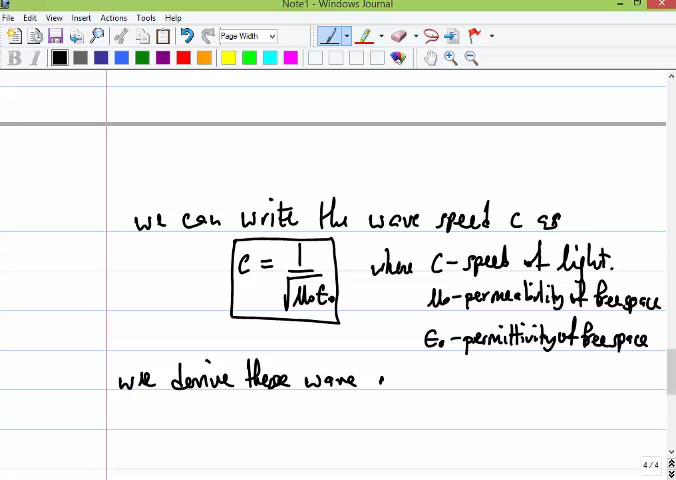 Note1 - Windows Journal
File Edit View Insert Actions Tools Help
Page Width
B I
we can write the wave speed c as
c = 1/√μ₀ε₀ where c - speed of light.
μ₀ - permeability of free space
ε₀ - permittivity of free space
we derive these wave
4 / 4